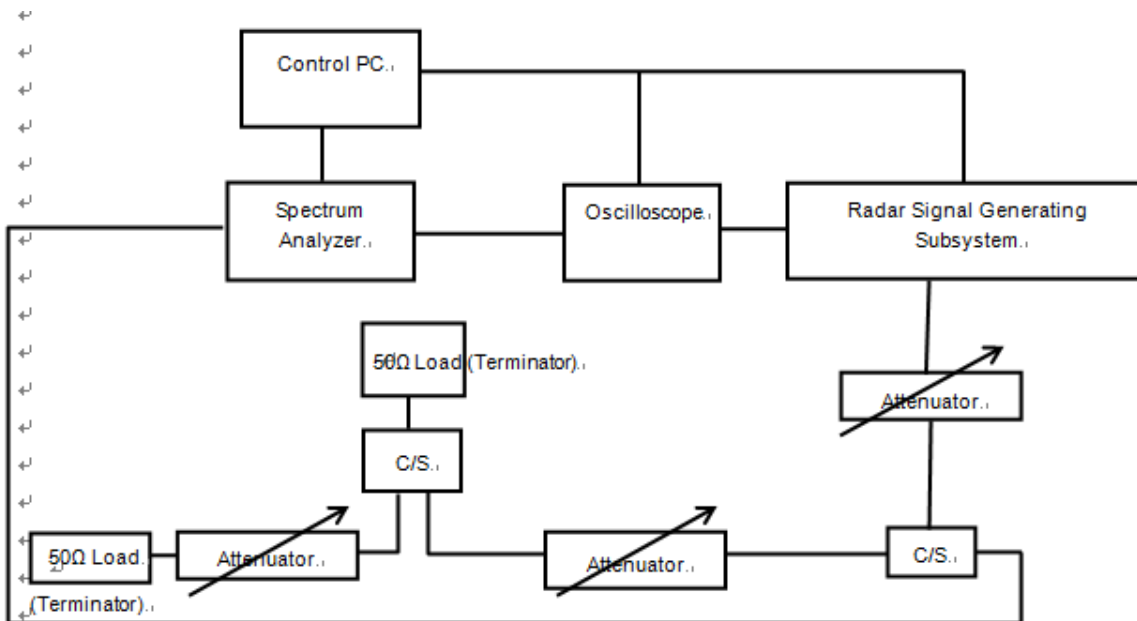 Control PC
Spectrum
Analyzer
Oscilloscope
Radar Signal Generating
Subsystem
50Ω Load (Terminator)
Attenuator
C/S
50Ω Load
(Terminator)
Attenuator
Attenuator
C/S